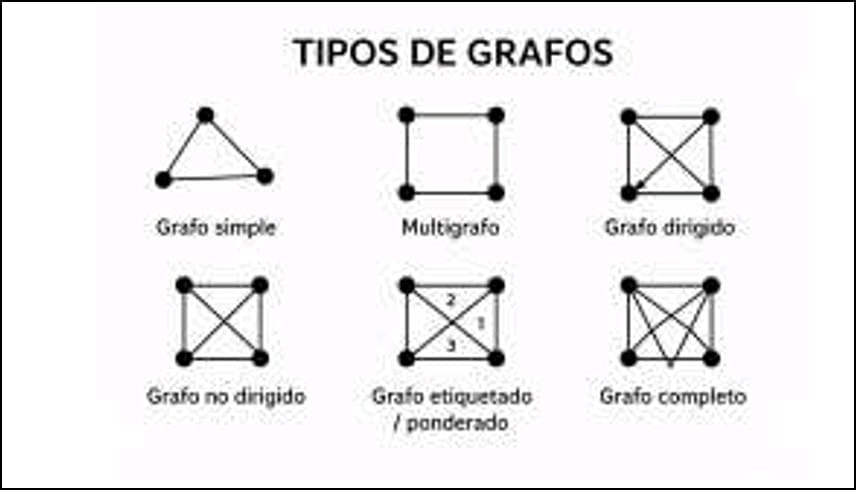 TIPOS DE GRAFOS
Grafo simple
Multigrafo
Grafo dirigido
2
1
3
Grafo no dirigido
Grafo etiquetado
/ ponderado
Grafo completo